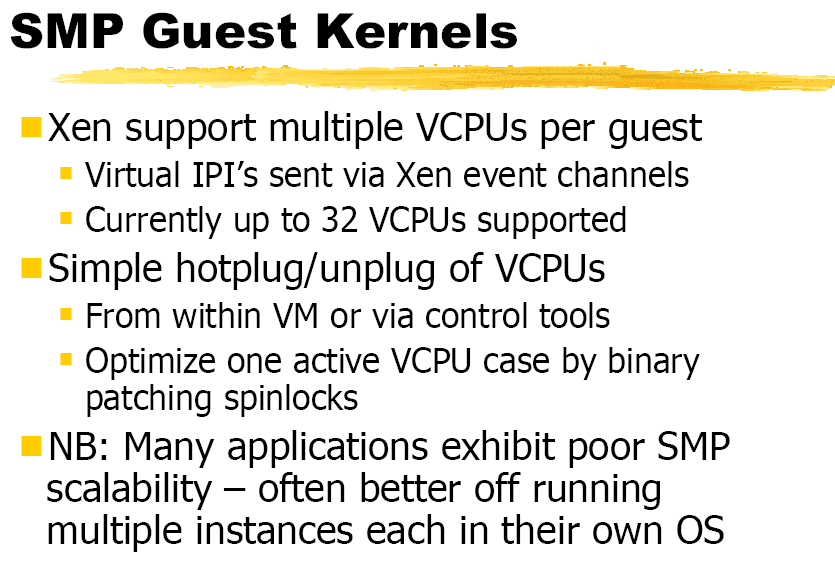 SMP Guest Kernels
Xen support multiple VCPUs per guest
Virtual IPI’s sent via Xen event channels
Currently up to 32 VCPUs supported
Simple hotplug/unplug of VCPUs
From within VM or via control tools
Optimize one active VCPU case by binary
patching spinlocks
NB: Many applications exhibit poor SMP
scalability – often better off running
multiple instances each in their own OS